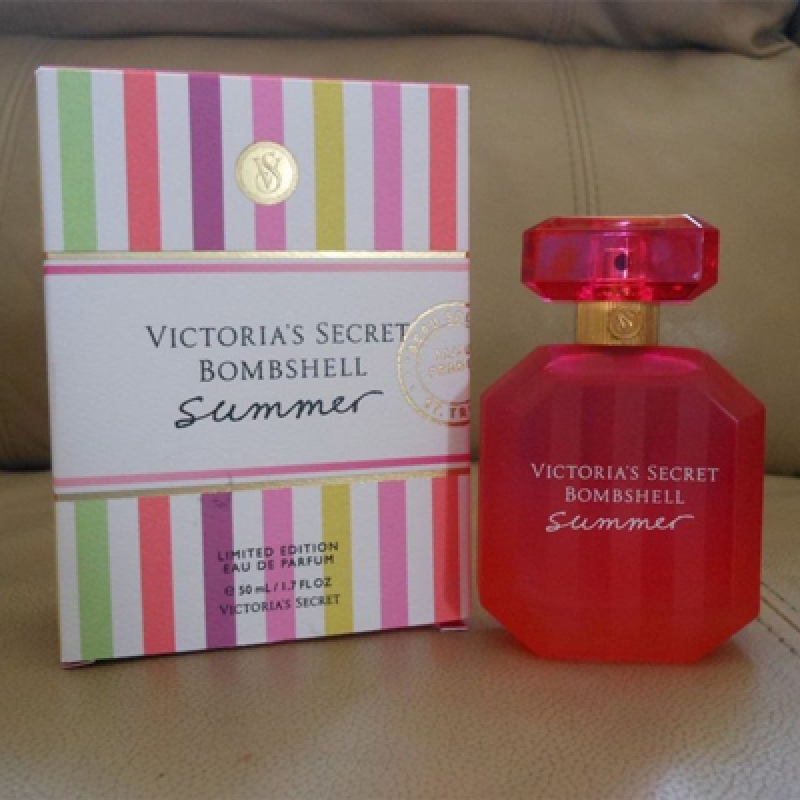 VS
VICTORIA'S SECRET
BOMBSHELL
summer
LIMITED EDITION
EAU DE PARFUM
℮ 50 mL / 1.7 FL OZ
VICTORIA'S SECRET
VICTORIA'S SECRET
BOMBSHELL
summer